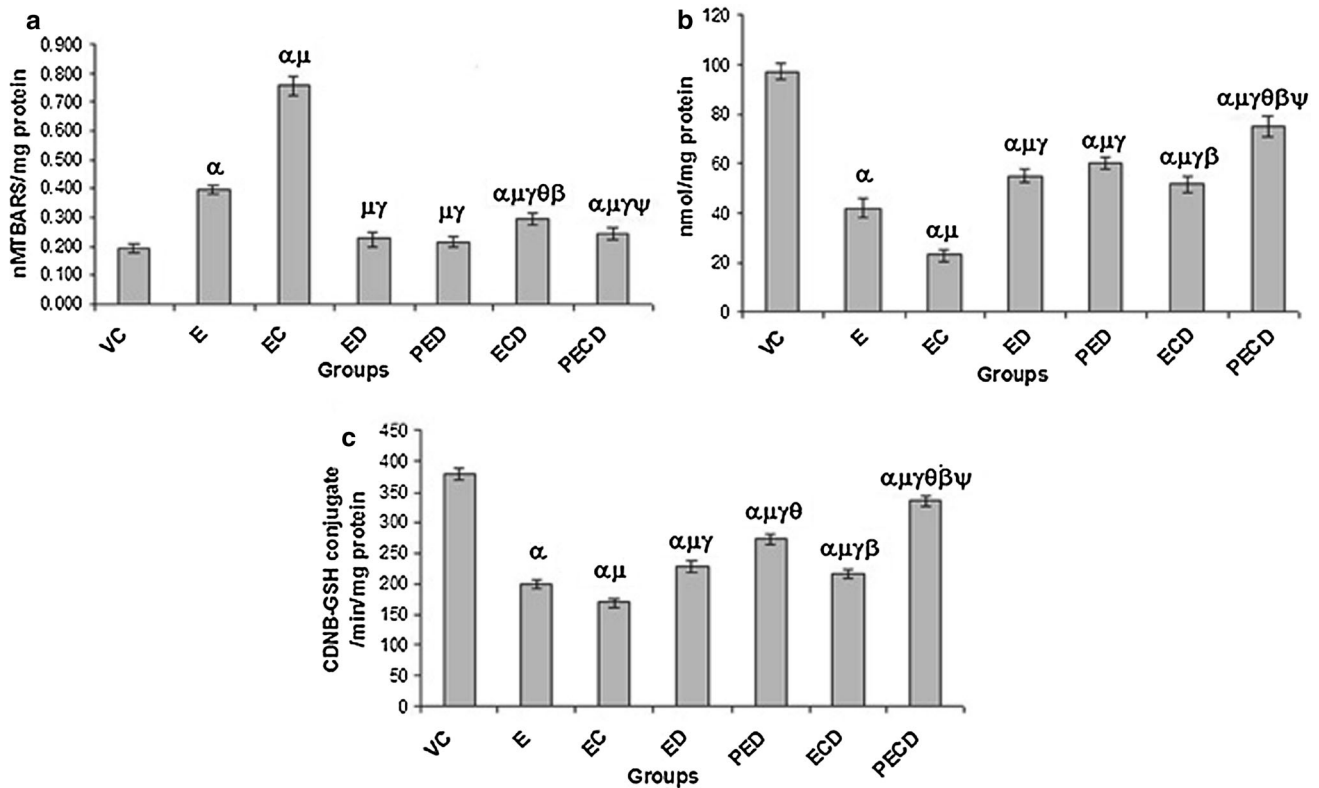 a
nMTBARS/mg protein
0.900
0.800
0.700
0.600
0.500
0.400
0.300
0.200
0.100
0.000
α
αμ
μγ
μγ
αμγθβ
αμγψ
VC
E
EC
ED
PED
ECD
PECD
Groups
b
nmol/mg protein
120
100
80
60
40
20
0
α
αμ
αμγ
αμγ
αμγβ
αμγθβψ
VC
E
EC
ED
PED
ECD
PECD
Groups
c
CDNB-GSH conjugate
/min/mg protein
450
400
350
300
250
200
150
100
50
0
α
αμ
αμγ
αμγθ
αμγβ
αμγθβψ
VC
E
EC
ED
PED
ECD
PECD
Groups